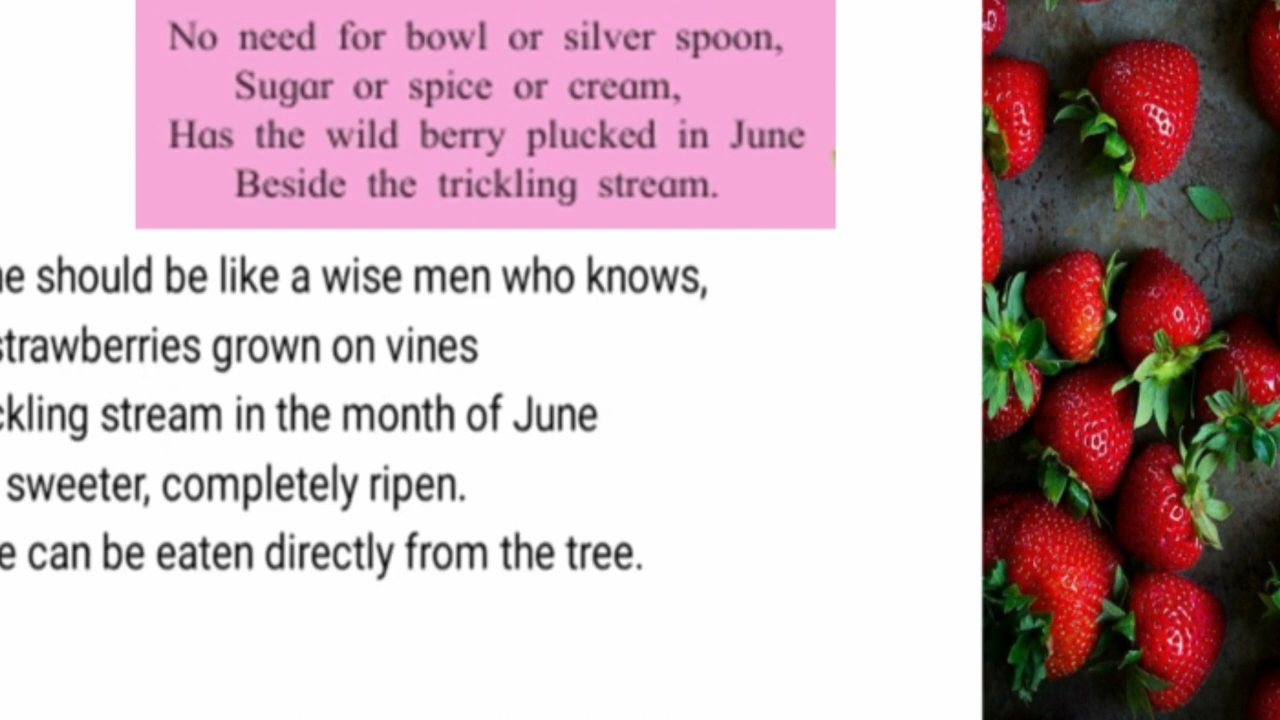 No need for bowl or silver spoon,
Sugar or spice or cream,
Has the wild berry plucked in June
Beside the trickling stream.
should be like a wise men who knows,
strawberries grown on vines
stream in the month of June
sweeter, completely ripen.
can be eaten directly from the tree.